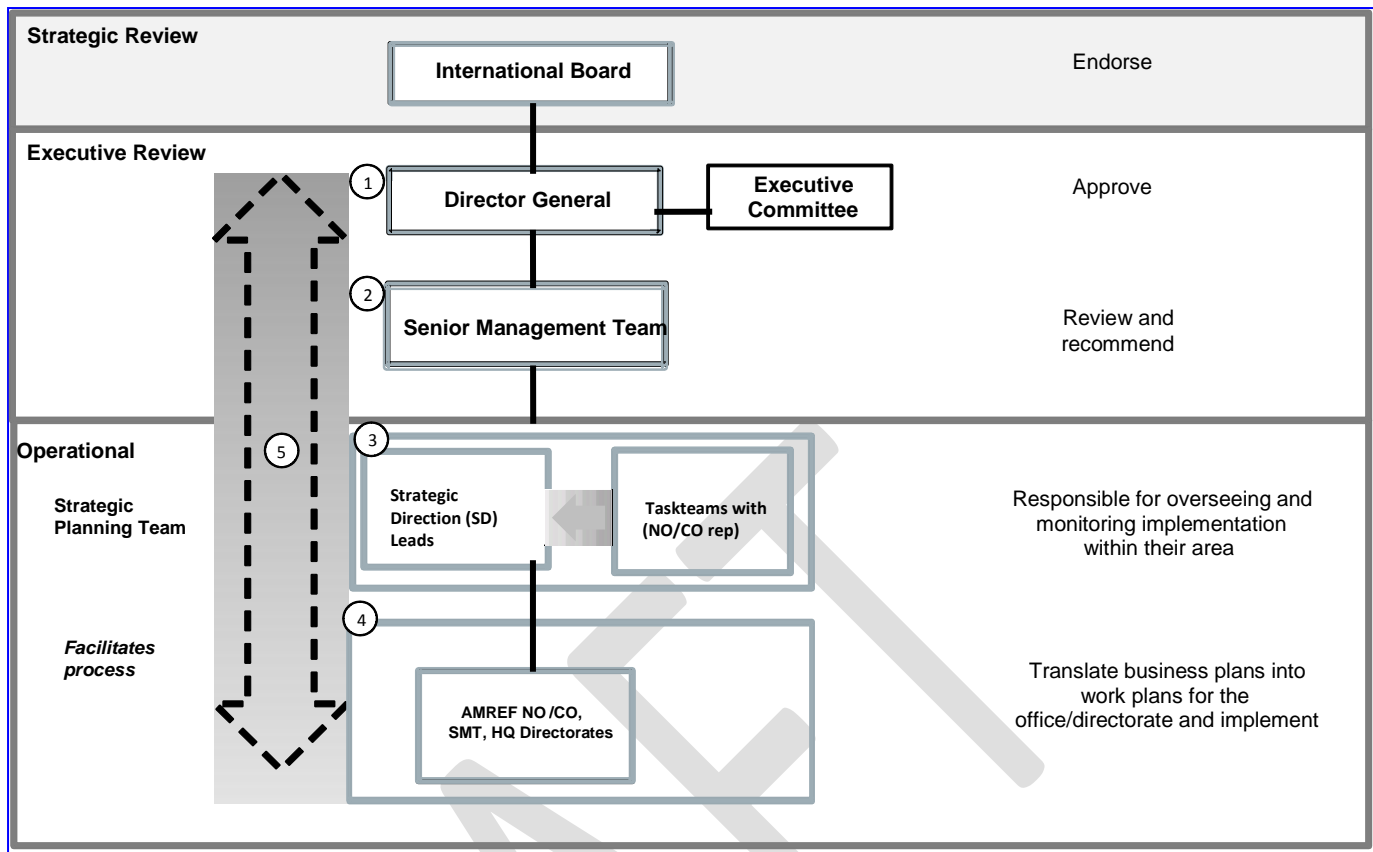 Strategic Review
International Board
Endorse
Executive Review
1
Director General
Executive
Committee
Approve
2
Senior Management Team
Review and
recommend
Operational
5
3
Strategic
Planning Team
Strategic
Direction (SD)
Leads
Taskteams with
(NO/CO rep)
Responsible for overseeing and
monitoring implementation
within their area
4
Facilitates
process
AMREF NO/CO,
SMT, HQ Directorates
Translate business plans into
work plans for the
office/directorate and implement